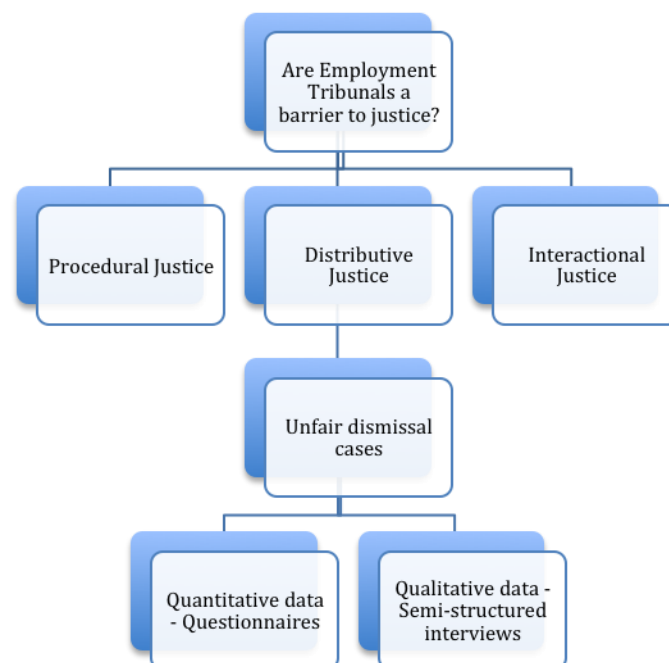 Are Employment
Tribunals a
barrier to justice?
Procedural Justice
Distributive
Justice
Interactional
Justice
Unfair dismissal
cases
Quantitative data
- Questionnaires
Qualitative data -
Semi-structured
interviews